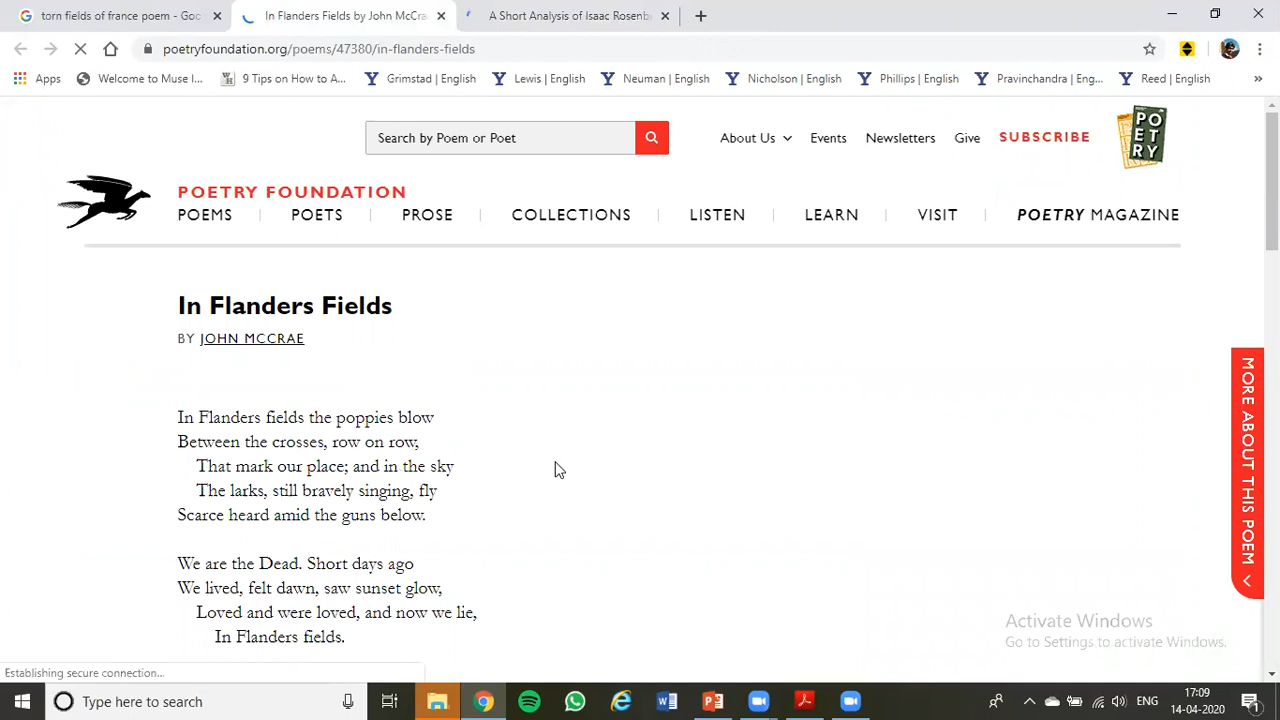 torn fields of france poem - Goo
In Flanders Fields by John McCra
A Short Analysis of Isaac Rosenb
poetryfoundation.org/poems/47380/in-flanders-fields
Apps
Welcome to Muse I...
9 Tips on How to A...
Grimstad | English
Lewis | English
Neuman | English
Nicholson | English
Phillips | English
Pravinchandra | Eng...
Reed | English
Search by Poem or Poet
About Us
Events
Newsletters
Give
SUBSCRIBE
PO
ET
RY
POETRY FOUNDATION
POEMS
POETS
PROSE
COLLECTIONS
LISTEN
LEARN
VISIT
POETRY MAGAZINE
In Flanders Fields
BY JOHN MCCRAE
In Flanders fields the poppies blow
Between the crosses, row on row,
That mark our place; and in the sky
The larks, still bravely singing, fly
Scarce heard amid the guns below.
We are the Dead. Short days ago
We lived, felt dawn, saw sunset glow,
Loved and were loved, and now we lie,
In Flanders fields.
MORE ABOUT THIS POEM
Activate Windows
Go to Settings to activate Windows.
Establishing secure connection...
Type here to search
ENG
17:09
14-04-2020
1